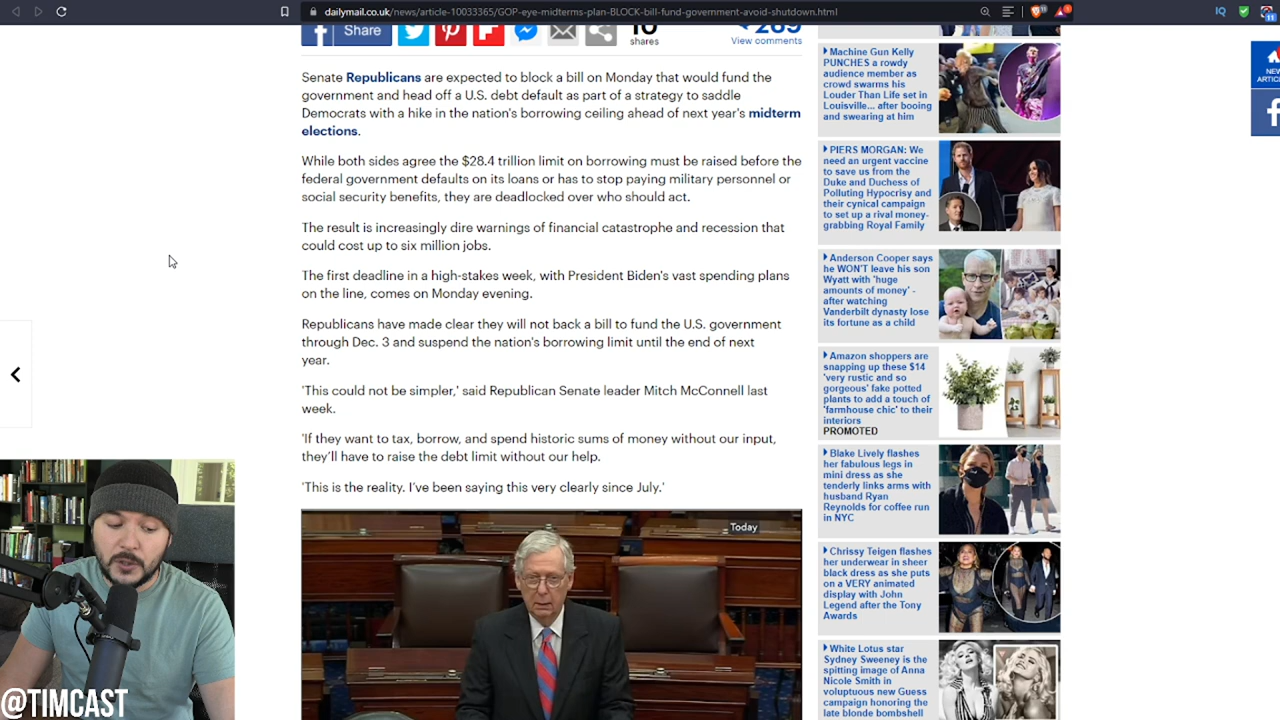 dailymail.co.uk/news/article-10033365/GOP-eye-midterms-plan-BLOCK-bill-fund-government-avoid-shutdown.html
Share
shares
View comments
Senate Republicans are expected to block a bill on Monday that would fund the
government and head off a U.S. debt default as part of a strategy to saddle
Democrats with a hike in the nation's borrowing ceiling ahead of next year's midterm
elections.
While both sides agree the $28.4 trillion limit on borrowing must be raised before the
federal government defaults on its loans or has to stop paying military personnel or
social security benefits, they are deadlocked over who should act.
The result is increasingly dire warnings of financial catastrophe and recession that
could cost up to six million jobs.
The first deadline in a high-stakes week, with President Biden's vast spending plans
on the line, comes on Monday evening.
Republicans have made clear they will not back a bill to fund the U.S. government
through Dec. 3 and suspend the nation's borrowing limit until the end of next
year.
'This could not be simpler,' said Republican Senate leader Mitch McConnell last
week.
'If they want to tax, borrow, and spend historic sums of money without our input,
they'll have to raise the debt limit without our help.
'This is the reality. I've been saying this very clearly since July.'
Today
Machine Gun Kelly
PUNCHES a rowdy
audience member as
crowd swarms his
Louder Than Life set in
Louisville... after booing
and swearing at him
PIERS MORGAN: We
need an urgent vaccine
to save us from the
Duke and Duchess of
Polluting Hypocrisy and
their cynical campaign
to set up a rival money-
grabbing Royal Family
Anderson Cooper says
he WON'T leave his son
Wyatt with 'huge
amounts of money' -
after watching
Vanderbilt dynasty lose
its fortune as a child
Amazon shoppers are
snapping up these $14
'very rustic and so
gorgeous' fake potted
plants to add a touch of
'farmhouse chic' to their
interiors
PROMOTED
Blake Lively flashes
her fabulous legs in
mini dress as she
tenderly links arms with
husband Ryan
Reynolds for coffee run
in NYC
Chrissy Teigen flashes
her underwear in sheer
black dress as she puts
on a VERY animated
display with John
Legend after the Tony
Awards
White Lotus star
Sydney Sweeney is the
spitting image of Anna
Nicole Smith in
voluptuous new Guess
campaign honoring the
late blonde bombshell
IQ
11
@TIMCAST